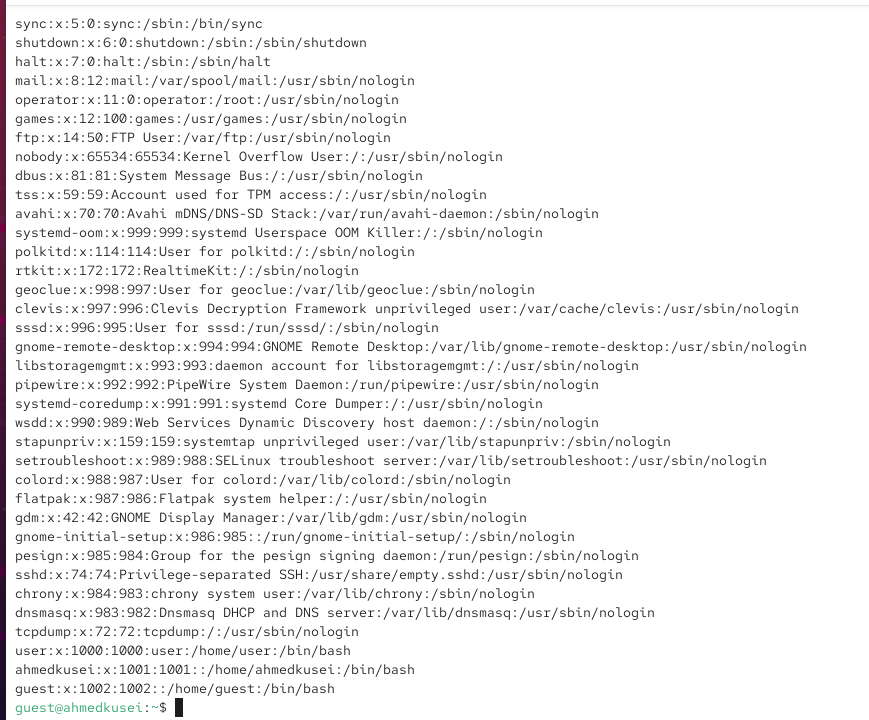 sync:x:5:0:sync:/sbin:/bin/sync
shutdown:x:6:0:shutdown:/sbin:/sbin/shutdown
halt:x:7:0:halt:/sbin:/sbin/halt
mail:x:8:12:mail:/var/spool/mail:/usr/sbin/nologin
operator:x:11:0:operator:/root:/usr/sbin/nologin
games:x:12:100:games:/usr/games:/usr/sbin/nologin
ftp:x:14:50:FTP User:/var/ftp:/usr/sbin/nologin
nobody:x:65534:65534:Kernel Overflow User:/:/usr/sbin/nologin
dbus:x:81:81:System Message Bus:/:/usr/sbin/nologin
tss:x:59:59:Account used for TPM access:/:/usr/sbin/nologin
avahi:x:70:70:Avahi mDNS/DNS-SD Stack:/var/run/avahi-daemon:/sbin/nologin
systemd-oom:x:999:999:systemd Userspace OOM Killer:/:/usr/sbin/nologin
polkitd:x:114:114:User for polkitd:/:/sbin/nologin
rtkit:x:172:172:RealtimeKit:/:/sbin/nologin
geoclue:x:998:997:User for geoclue:/var/lib/geoclue:/sbin/nologin
clevis:x:997:996:Clevis Decryption Framework unprivileged user:/var/cache/clevis:/usr/sbin/nologin
sssd:x:996:995:User for sssd:/run/sssd/:/sbin/nologin
gnome-remote-desktop:x:994:994:GNOME Remote Desktop:/var/lib/gnome-remote-desktop:/usr/sbin/nologin
libstoragemgmt:x:993:993:daemon account for libstoragemgmt:/:/usr/sbin/nologin
pipewire:x:992:992:PipeWire System Daemon:/run/pipewire:/usr/sbin/nologin
systemd-coredump:x:991:991:systemd Core Dumper:/:/usr/sbin/nologin
wsdd:x:990:989:Web Services Dynamic Discovery host daemon:/:/sbin/nologin
stapunpriv:x:159:159:systemtap unprivileged user:/var/lib/stapunpriv:/sbin/nologin
setroubleshoot:x:989:988:SELinux troubleshoot server:/var/lib/setroubleshoot:/usr/sbin/nologin
colord:x:988:987:User for colord:/var/lib/colord:/sbin/nologin
flatpak:x:987:986:Flatpak system helper:/:/usr/sbin/nologin
gdm:x:42:42:GNOME Display Manager:/var/lib/gdm:/usr/sbin/nologin
gnome-initial-setup:x:986:985::/run/gnome-initial-setup/:/sbin/nologin
pesign:x:985:984:Group for the pesign signing daemon:/run/pesign:/sbin/nologin
sshd:x:74:74:Privilege-separated SSH:/usr/share/empty.sshd:/usr/sbin/nologin
chrony:x:984:983:chrony system user:/var/lib/chrony:/sbin/nologin
dnsmasq:x:983:982:Dnsmasq DHCP and DNS server:/var/lib/dnsmasq:/usr/sbin/nologin
tcpdump:x:72:72:tcpdump:/:/usr/sbin/nologin
user:x:1000:1000:user:/home/user:/bin/bash
ahmedkusei:x:1001:1001::/home/ahmedkusei:/bin/bash
guest:x:1002:1002::/home/guest:/bin/bash
guest@ahmedkusei:~$